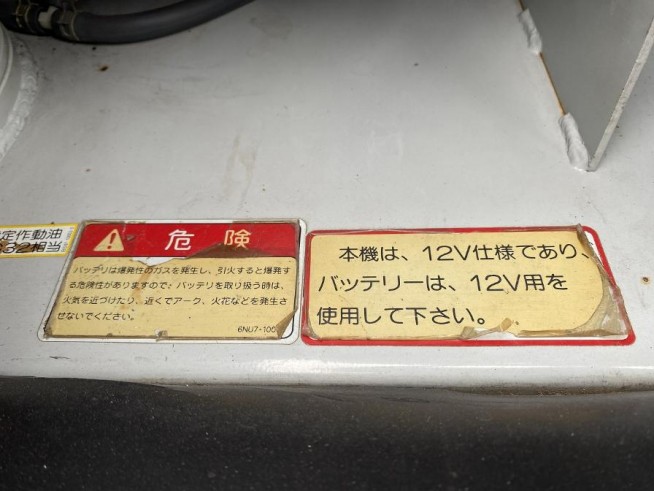 定作動油
32相当
危険
バッテリは爆発性のガスを発生し、引火すると爆発す
る危険性がありますので、バッテリを取り扱う時は、
火気を近づけたり、近くでアーク、火花などを発生さ
せないでください。
6NU7-100
本機は、12V仕様であり、
バッテリーは、12V用を
使用して下さい。